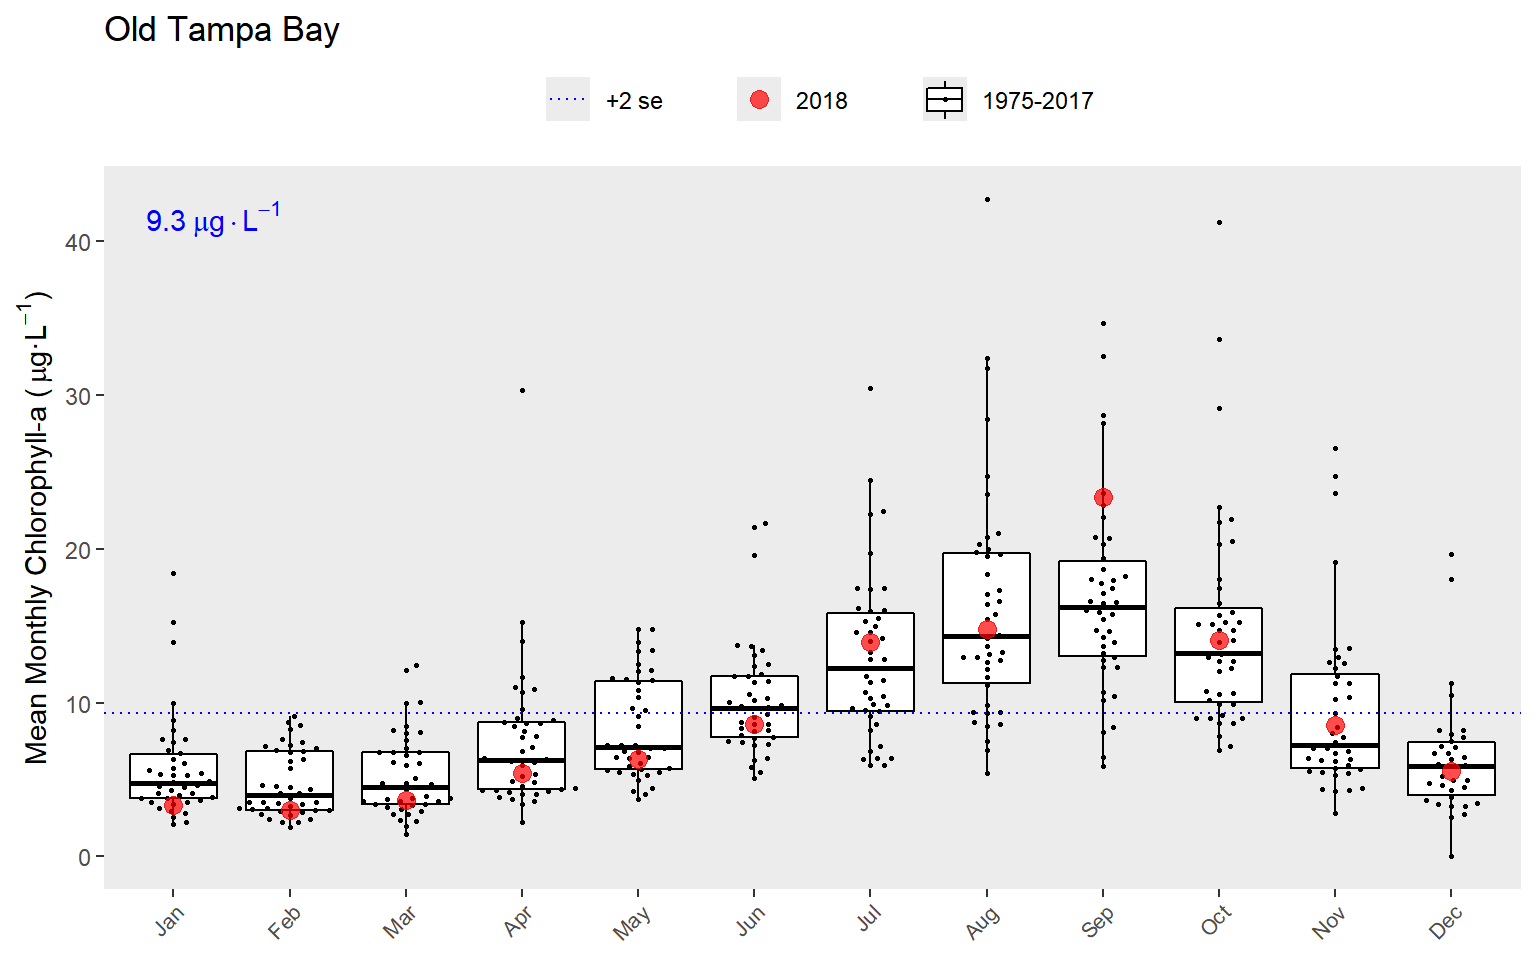 Old Tampa Bay
+2 se
2018
1975-2017
9.3 μg·L⁻¹
Mean Monthly Chlorophyll-a ( μg·L⁻¹)
40
30
20
10
0
Jan Feb Mar Apr May Jun Jul Aug Sep Oct Nov Dec